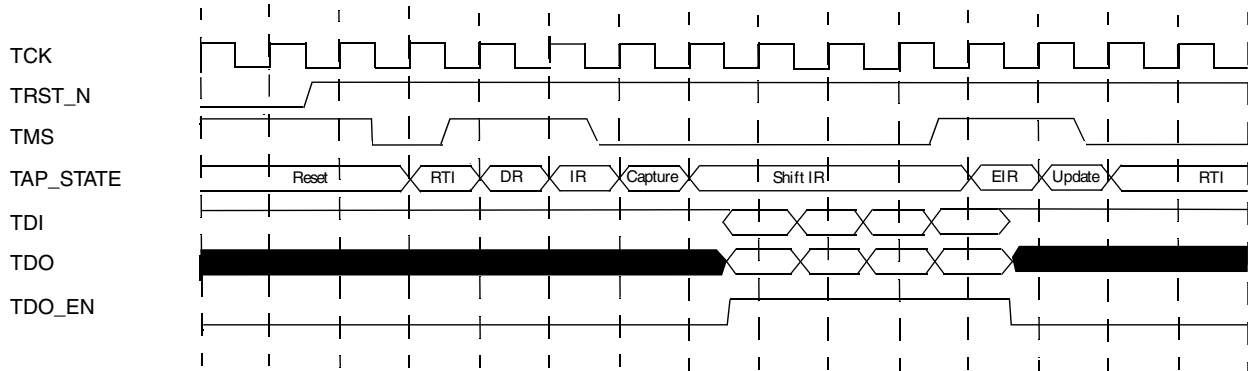 TCK
TRST_N
TMS
TAP_STATE Reset RTI DR IR Capture Shift IR EIR Update RTI
TDI
TDO
TDO_EN